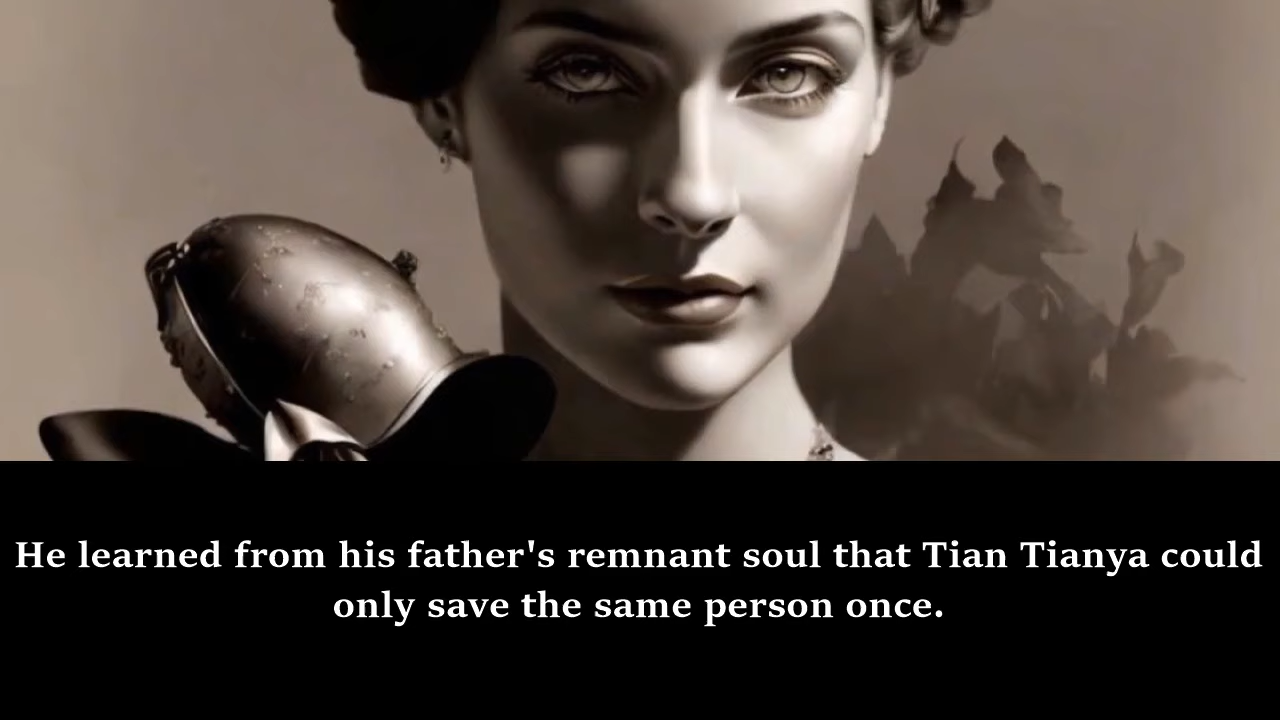 He learned from his father's remnant soul that Tian Tianya could
only save the same person once.